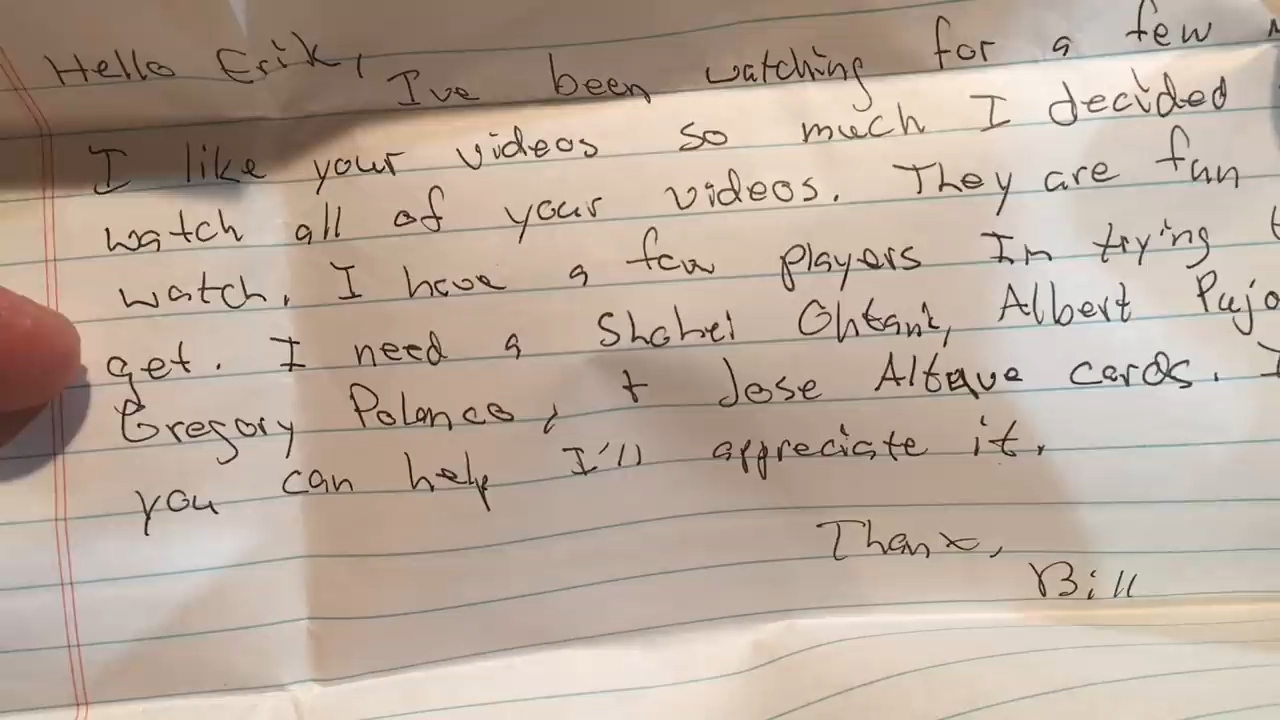 Hello Erik,
I've been watching for a few
I like your videos so much I decided
watch all of your videos. They are fun
watch. I have a few players Im trying t
get. I need a Shohei Ohtani, Albert Pujo
Gregory Polanco, + Jose Altuve cards. I
you can help I'll appreciate it.
Thanx,
Bill